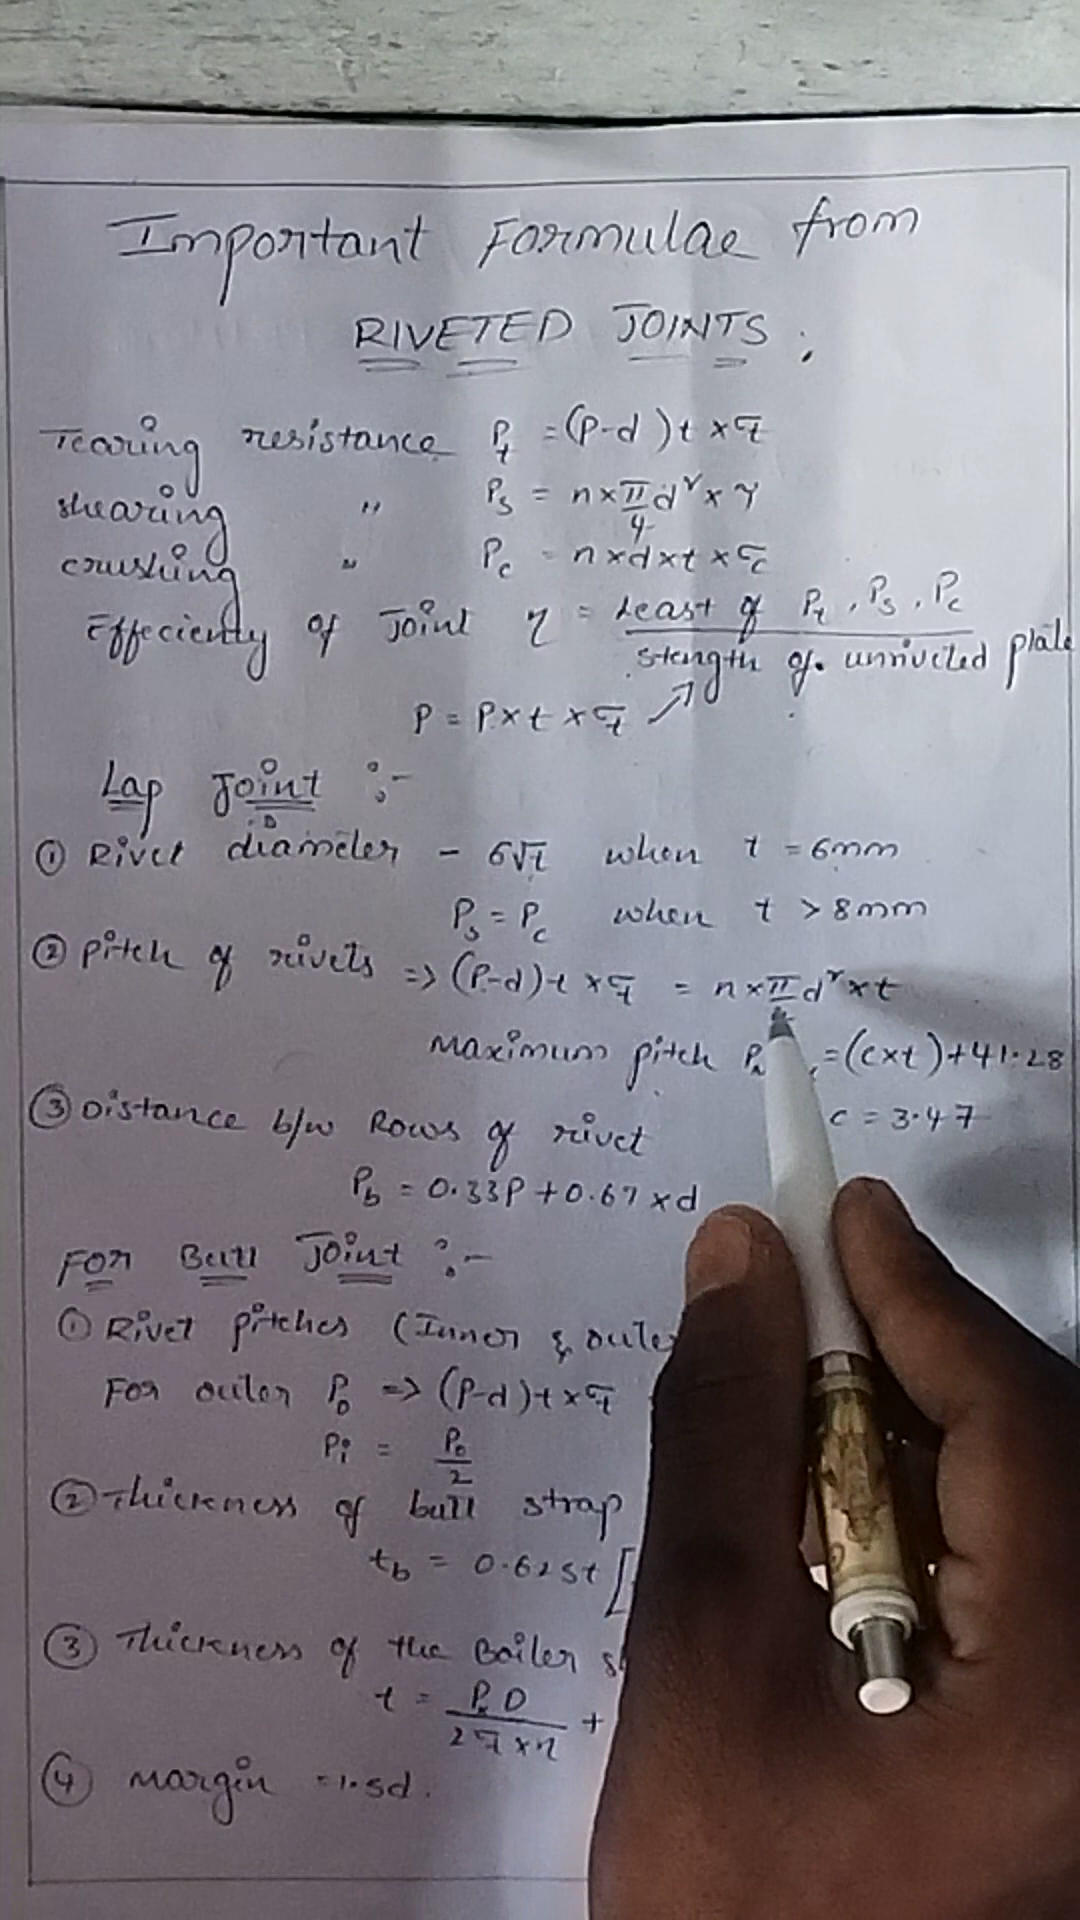 Important Formulae from
RIVETED JOINTS :
Tearing resistance Pt = (P-d)t×σt
shearing " Ps = n×π/4 d²×τ
crushing " Pc = n×d×t×σc
Effeciently of Joint η = Least of Pt, Ps, Pc / stength of unriveted plate
P = P×t×σt
Lap Joint :-
① Rivet diameter - 6√t when t = 6mm
Ps = Pc when t > 8mm
② pitch of rivets => (P-d)t×σt = n×π d²×t
Maximum pitch = (c×t)+41.28
③ Distance b/w Rows of rivet c = 3.47
Pb = 0.33P+0.67×d
For Butt Joint :-
① Rivet pitches (Inner & outer
For outer Po => (P-d)t×σt
Pi = Po/2
② Thickness of butt strap
tb = 0.625t [
③ Thickness of the Boiler
t = P.D / 2σt×η +
④ margin = 1.5d.